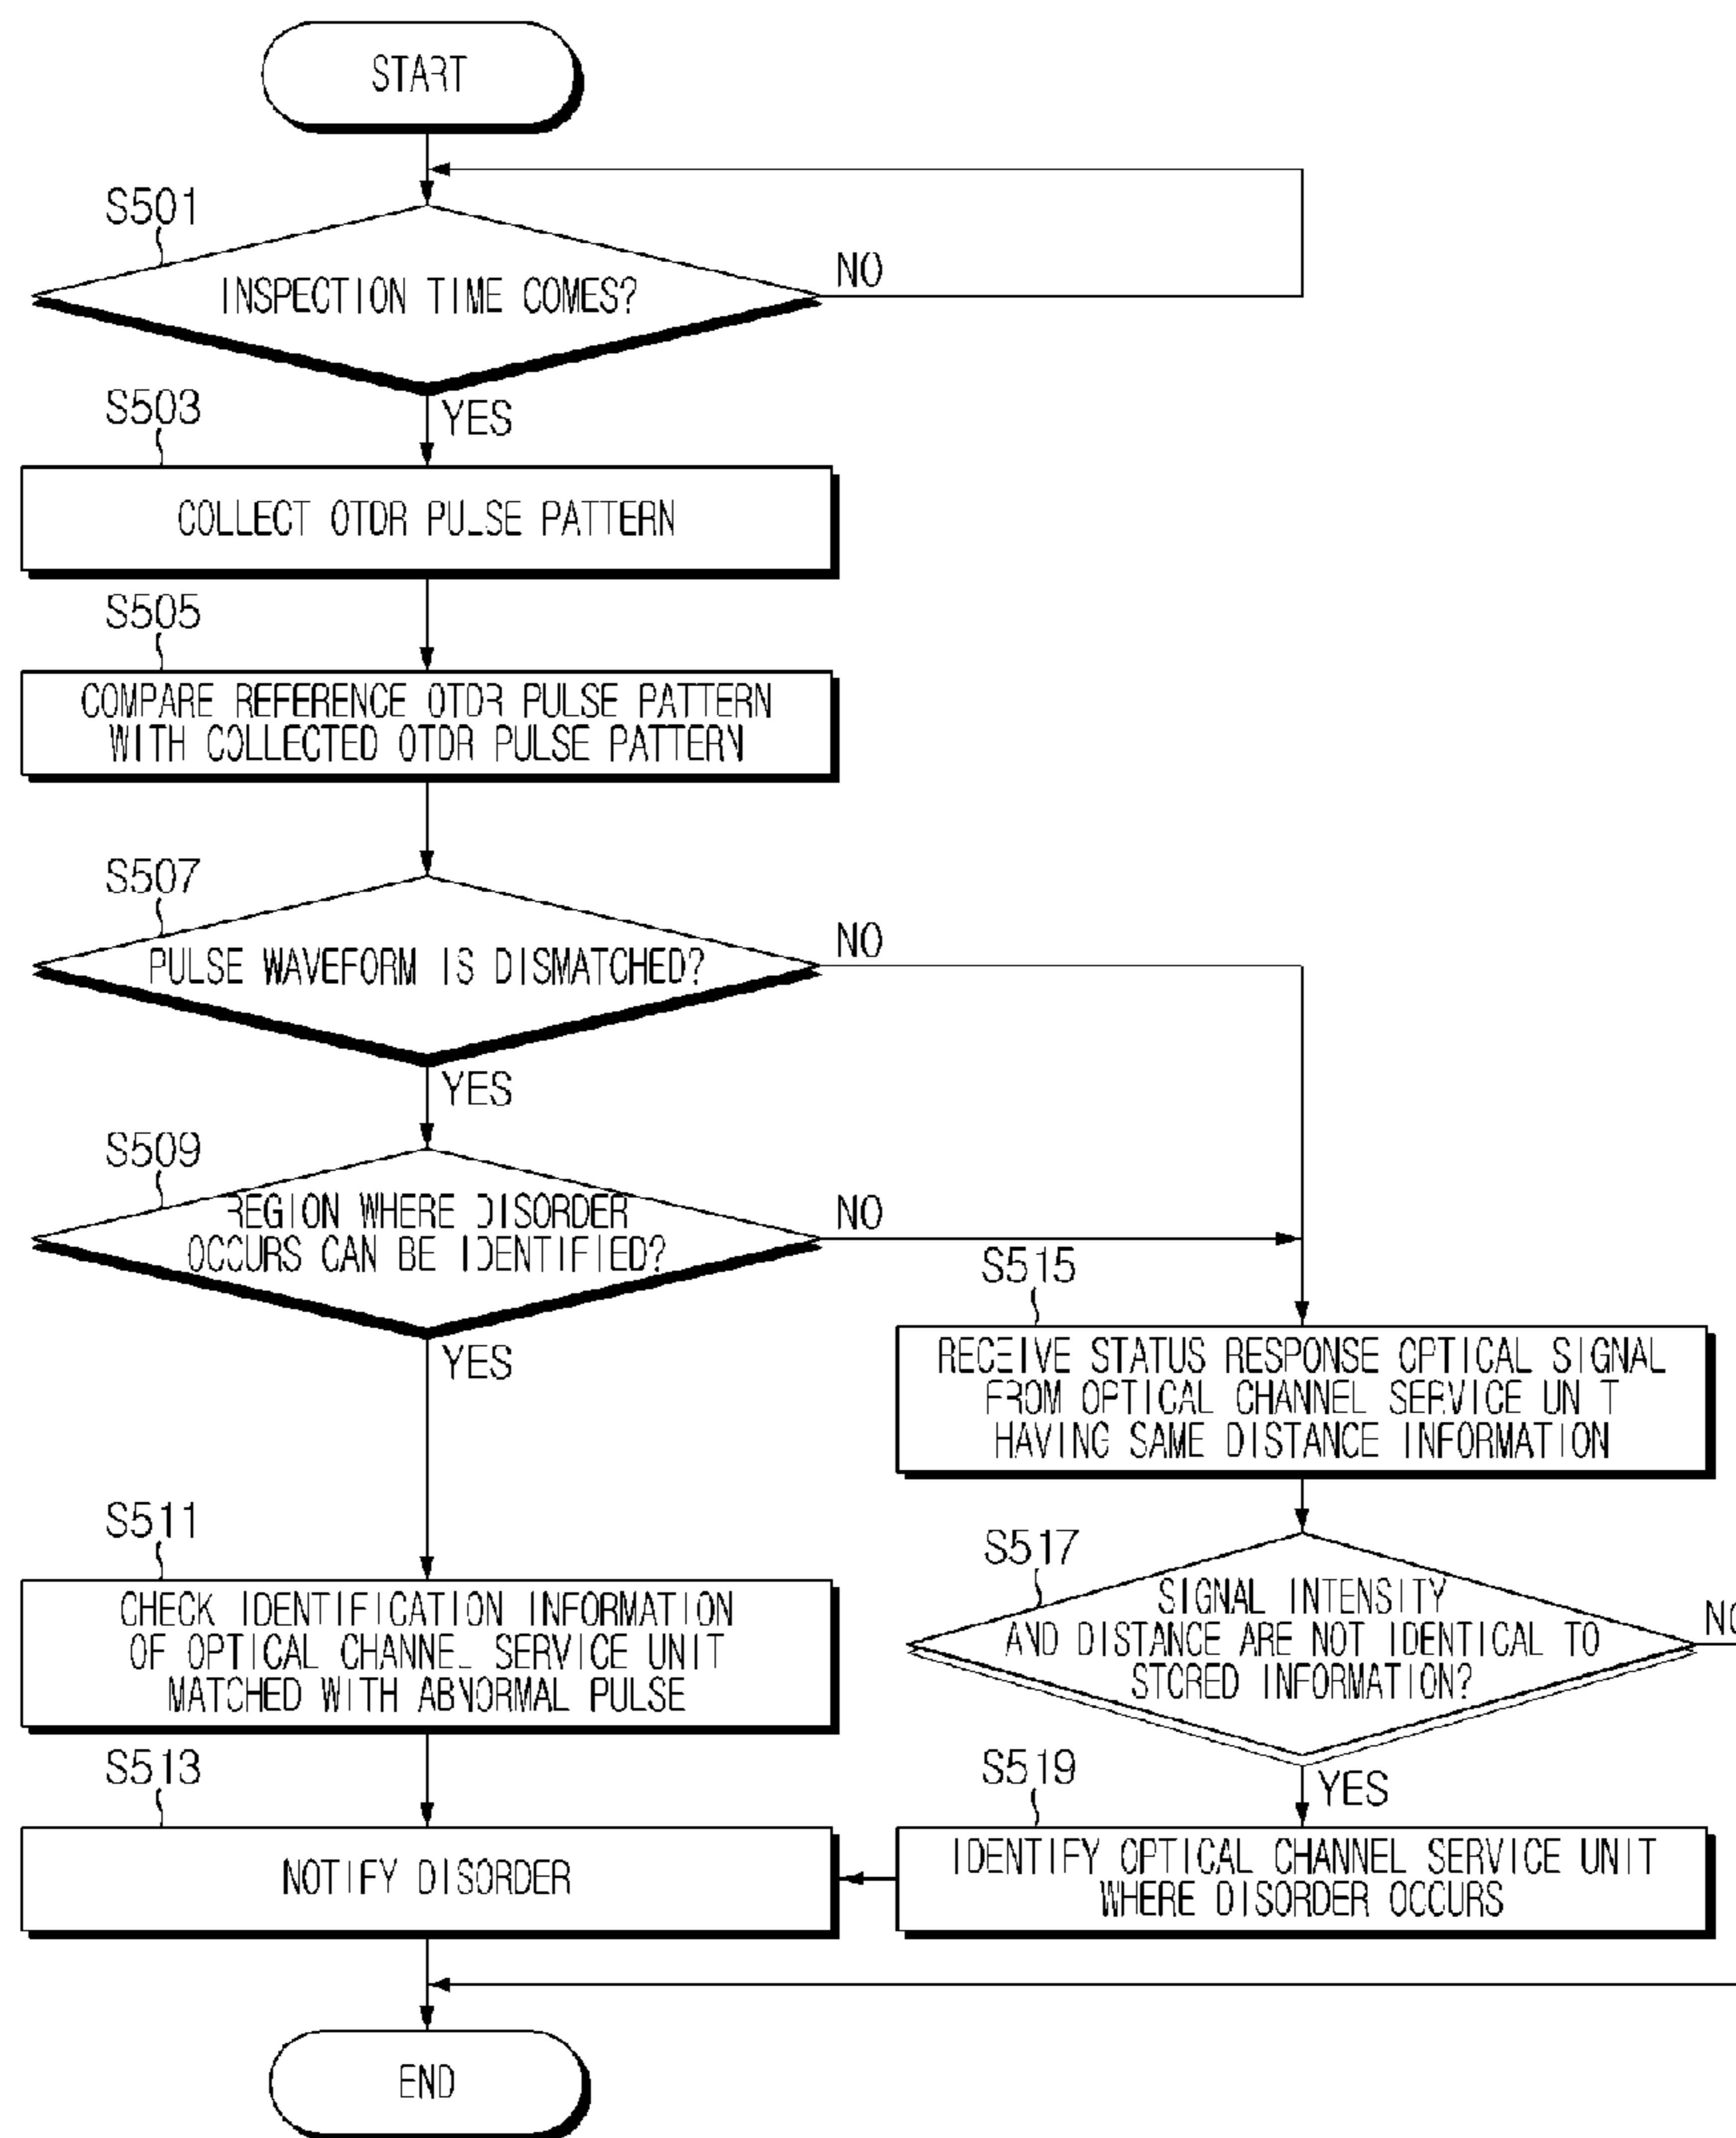 START
S501
INSPECTION TIME COMES?
NO
YES
S503
COLLECT OTDR PULSE PATTERN
S505
COMPARE REFERENCE OTDR PULSE PATTERN
WITH COLLECTED OTDR PULSE PATTERN
S507
PULSE WAVEFORM IS DISMATCHED?
NO
YES
S509
REGION WHERE DISORDER
OCCURS CAN BE IDENTIFIED?
NO
YES
S515
RECEIVE STATUS RESPONSE OPTICAL SIGNAL
FROM OPTICAL CHANNEL SERVICE UNIT
HAVING SAME DISTANCE INFORMATION
S511
CHECK IDENTIFICATION INFORMATION
OF OPTICAL CHANNEL SERVICE UNIT
MATCHED WITH ABNORMAL PULSE
S517
SIGNAL INTENSITY
AND DISTANCE ARE NOT IDENTICAL TO
STORED INFORMATION?
NO
YES
S513
NOTIFY DISORDER
S519
IDENTIFY OPTICAL CHANNEL SERVICE UNIT
WHERE DISORDER OCCURS
END